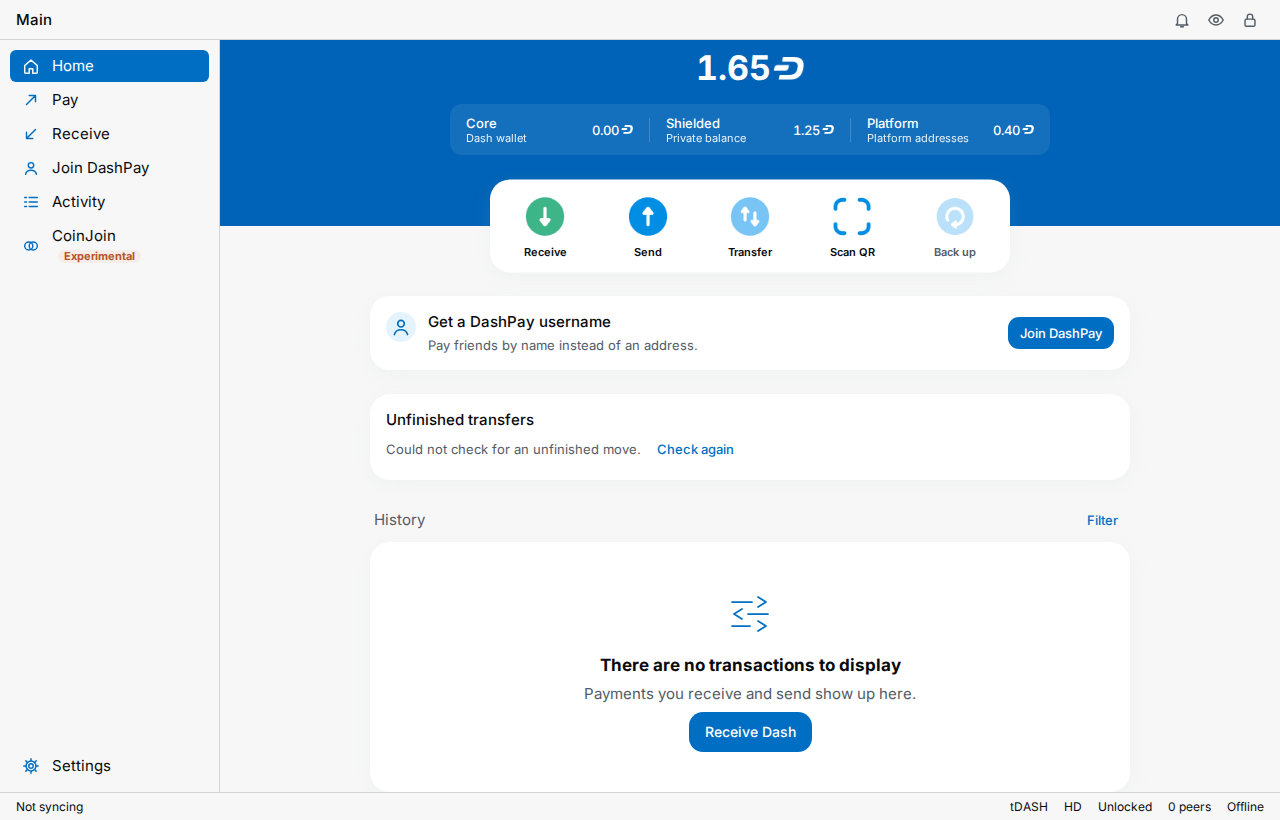 Main
Home
Pay
Receive
Join DashPay
Activity
CoinJoin
Experimental
Settings
1.65
Core
Dash wallet
0.00
Shielded
Private balance
1.25
Platform
Platform addresses
0.40
Receive
Send
Transfer
Scan QR
Back up
Get a DashPay username
Pay friends by name instead of an address.
Join DashPay
Unfinished transfers
Could not check for an unfinished move. Check again
History
Filter
There are no transactions to display
Payments you receive and send show up here.
Receive Dash
Not syncing
tDASH HD Unlocked 0 peers Offline